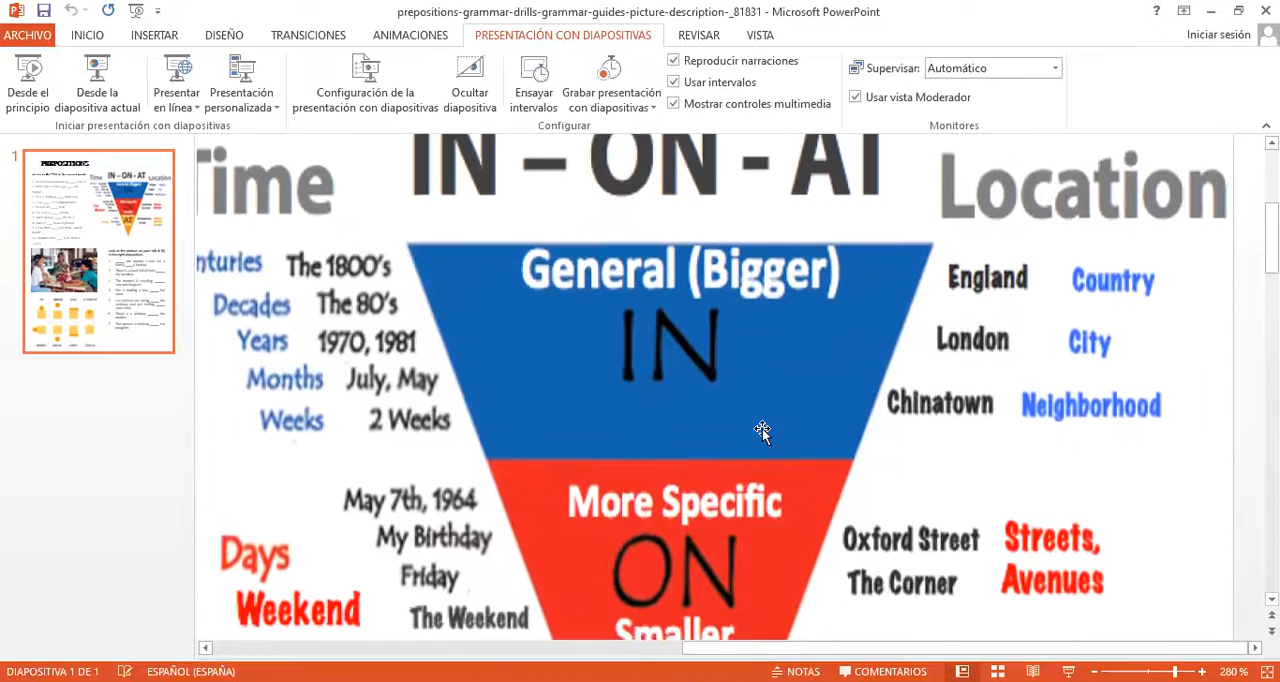 prepositions-grammar-drills-grammar-guides-picture-description-_81831 - Microsoft PowerPoint
ARCHIVO INICIO INSERTAR DISEÑO TRANSICIONES ANIMACIONES PRESENTACIÓN CON DIAPOSITIVAS REVISAR VISTA Iniciar sesión
Desde el principio
Desde la diapositiva actual
Presentar en línea
Presentación personalizada
Iniciar presentación con diapositivas
Configuración de la presentación con diapositivas
Ocultar diapositiva
Ensayar intervalos
Grabar presentación con diapositivas
Reproducir narraciones
Usar intervalos
Mostrar controles multimedia
Configurar
Supervisar: Automático
Usar vista Moderador
Monitores
1
PREPOSITIONS
IN – ON - AT
Time
Location
General (Bigger)
IN
nturies The 1800's
Decades The 80's
Years 1970, 1981
Months July, May
Weeks 2 Weeks
England Country
London City
Chinatown Neighborhood
More Specific
ON
Smaller
May 7th, 1964
My Birthday
Days Friday
Weekend The Weekend
Oxford Street Streets,
The Corner Avenues
DIAPOSITIVA 1 DE 1 ESPAÑOL (ESPAÑA) NOTAS COMENTARIOS 280 %